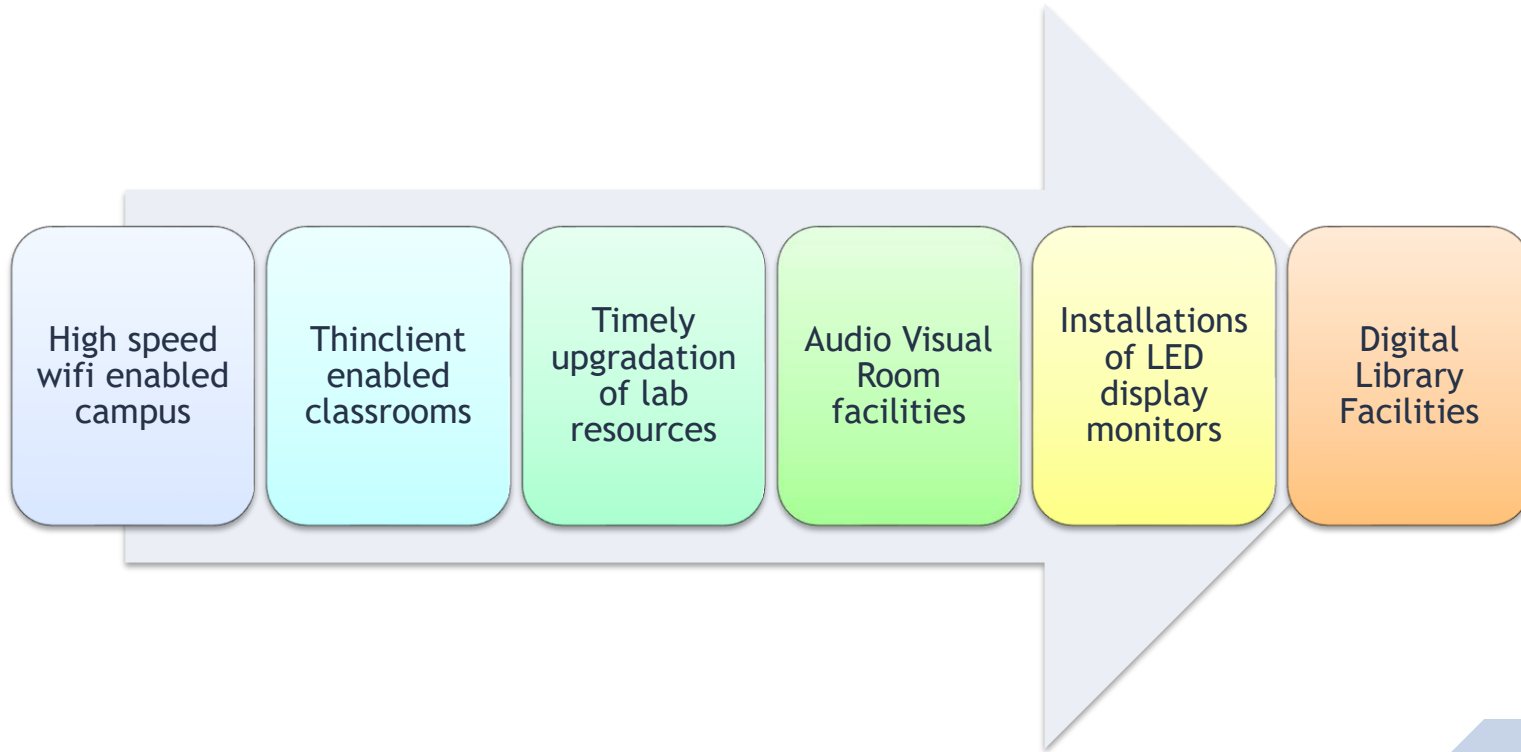 High speed
wifi enabled
campus
Thinclient
enabled
classrooms
Timely
upgradation
of lab
resources
Audio Visual
Room
facilities
Installations
of LED
display
monitors
Digital
Library
Facilities